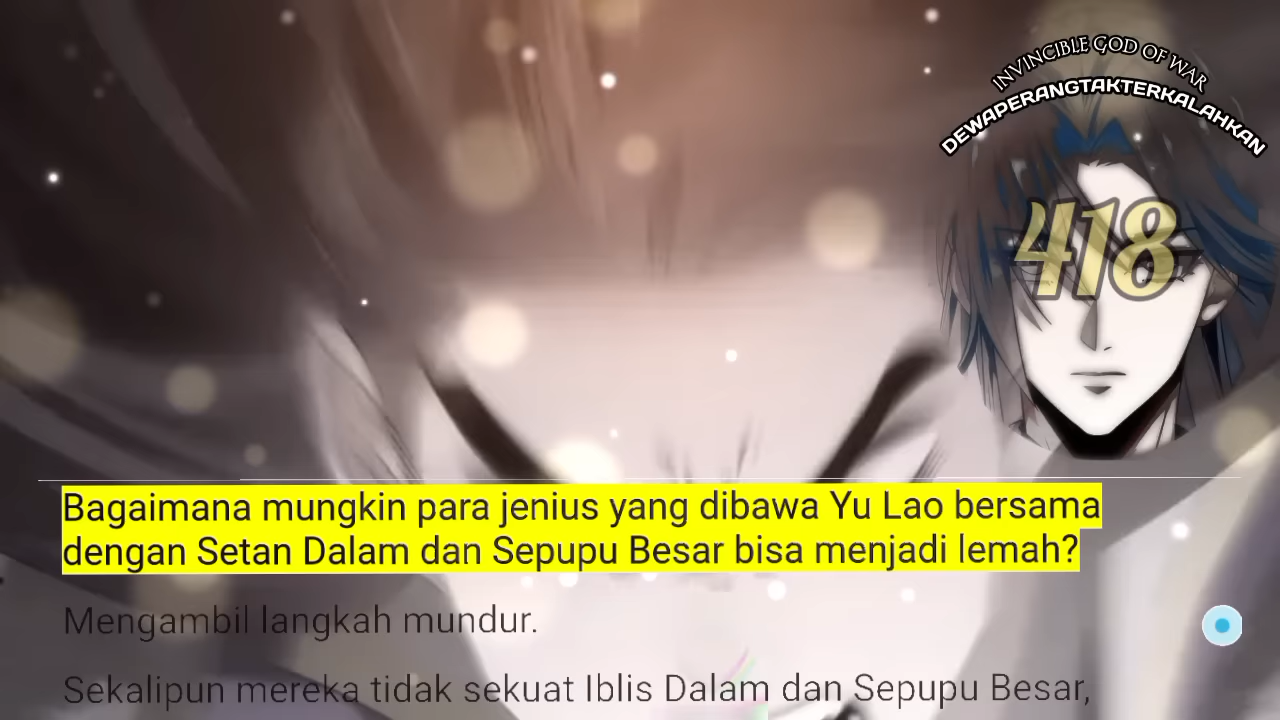 INVINCIBLE GOD OF WAR
DEWAPERANGTAKTERKALAHKAN
418
Bagaimana mungkin para jenius yang dibawa Yu Lao bersama
dengan Setan Dalam dan Sepupu Besar bisa menjadi lemah?
Mengambil langkah mundur.
Sekalipun mereka tidak sekuat Iblis Dalam dan Sepupu Besar,